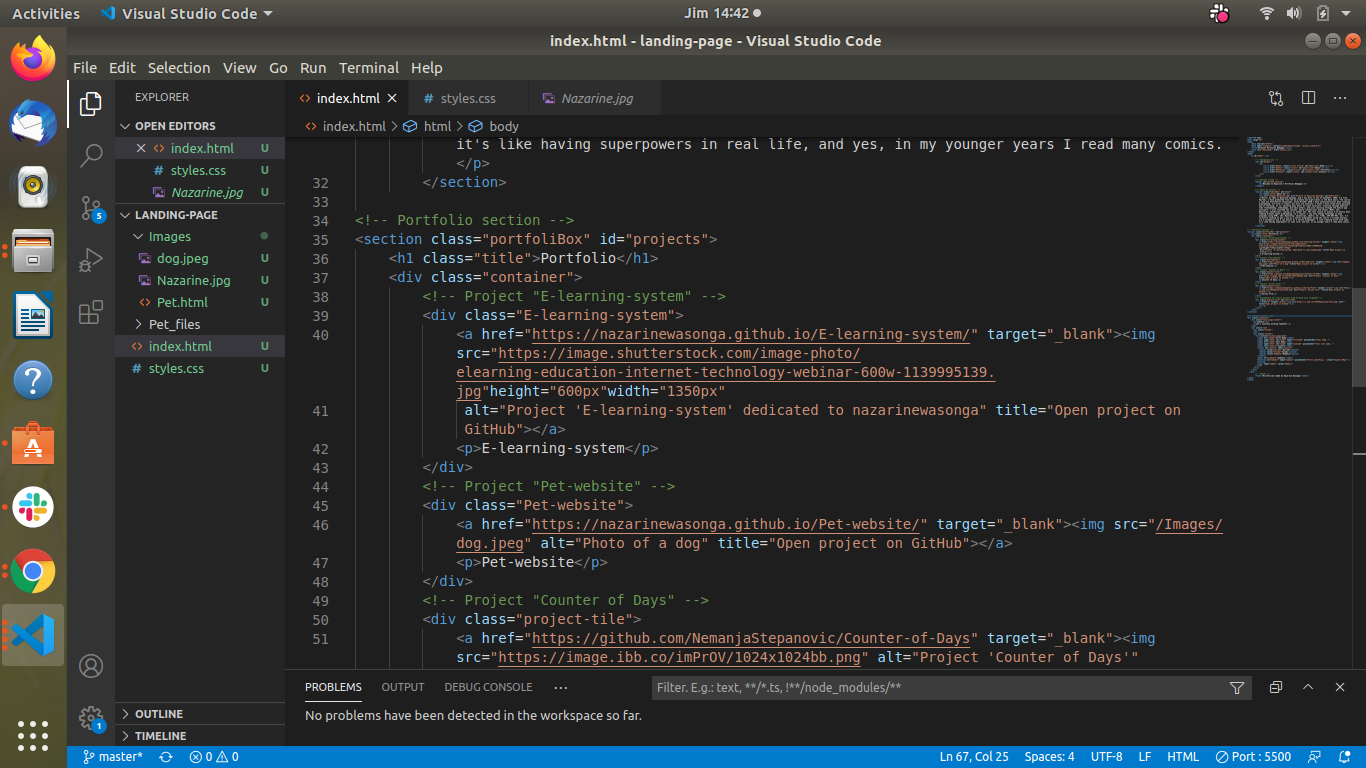 Activities
Visual Studio Code
Jim 14:42
index.html - landing-page - Visual Studio Code
File Edit Selection View Go Run Terminal Help
EXPLORER
OPEN EDITORS
index.html U
styles.css U
Nazarine.jpg U
LANDING-PAGE
Images
dog.jpeg U
Nazarine.jpg U
Pet.html U
Pet_files
index.html U
styles.css U
OUTLINE
TIMELINE
5
1
index.html
styles.css
Nazarine.jpg
index.html > html > body
it's like having superpowers in real life, and yes, in my younger years I read many comics.
</p>
32 </section>
33
34 <!-- Portfolio section -->
35 <section class="portfoliBox" id="projects">
36 <h1 class="title">Portfolio</h1>
37 <div class="container">
38 <!-- Project "E-learning-system" -->
39 <div class="E-learning-system">
40 <a href="https://nazarinewasonga.github.io/E-learning-system/" target="_blank"><img
src="https://image.shutterstock.com/image-photo/
elearning-education-internet-technology-webinar-600w-1139995139.
jpg"height="600px"width="1350px"
41 alt="Project 'E-learning-system' dedicated to nazarinewasonga" title="Open project on
GitHub"></a>
42 <p>E-learning-system</p>
43 </div>
44 <!-- Project "Pet-website" -->
45 <div class="Pet-website">
46 <a href="https://nazarinewasonga.github.io/Pet-website/" target="_blank"><img src="/Images/
dog.jpeg" alt="Photo of a dog" title="Open project on GitHub"></a>
47 <p>Pet-website</p>
48 </div>
49 <!-- Project "Counter of Days" -->
50 <div class="project-tile">
51 <a href="https://github.com/NemanjaStepanovic/Counter-of-Days" target="_blank"><img
src="https://image.ibb.co/imPrOV/1024x1024bb.png" alt="Project 'Counter of Days'"
PROBLEMS OUTPUT DEBUG CONSOLE ···
Filter. E.g.: text, **/*.ts, !**/node_modules/**
No problems have been detected in the workspace so far.
master* 0 0
Ln 67, Col 25 Spaces: 4 UTF-8 LF HTML Port : 5500